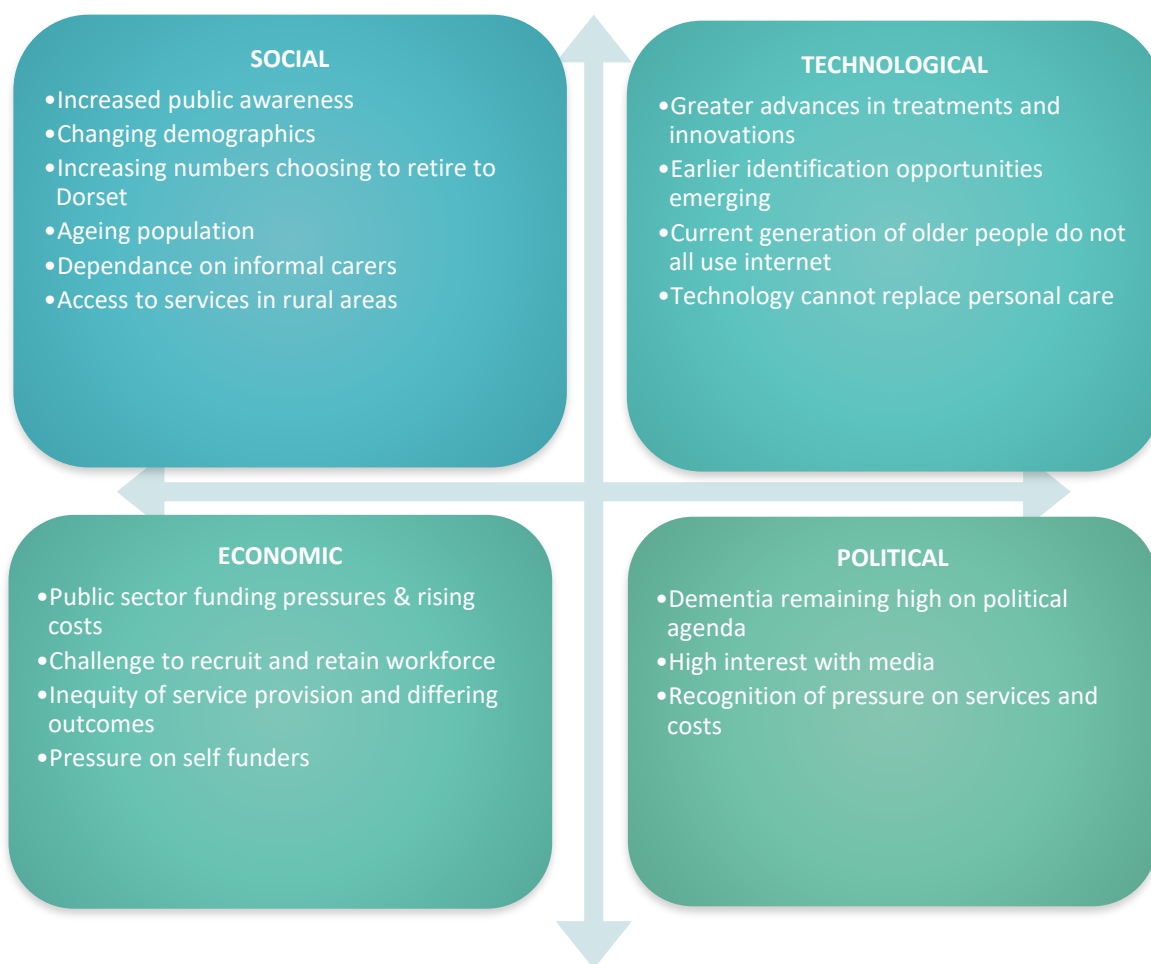 SOCIAL
•Increased public awareness
•Changing demographics
•Increasing numbers choosing to retire to
Dorset
•Ageing population
•Dependance on informal carers
•Access to services in rural areas
TECHNOLOGICAL
•Greater advances in treatments and
innovations
•Earlier identification opportunities
emerging
•Current generation of older people do not
all use internet
•Technology cannot replace personal care
ECONOMIC
•Public sector funding pressures & rising
costs
•Challenge to recruit and retain workforce
•Inequity of service provision and differing
outcomes
•Pressure on self funders
POLITICAL
•Dementia remaining high on political
agenda
•High interest with media
•Recognition of pressure on services and
costs